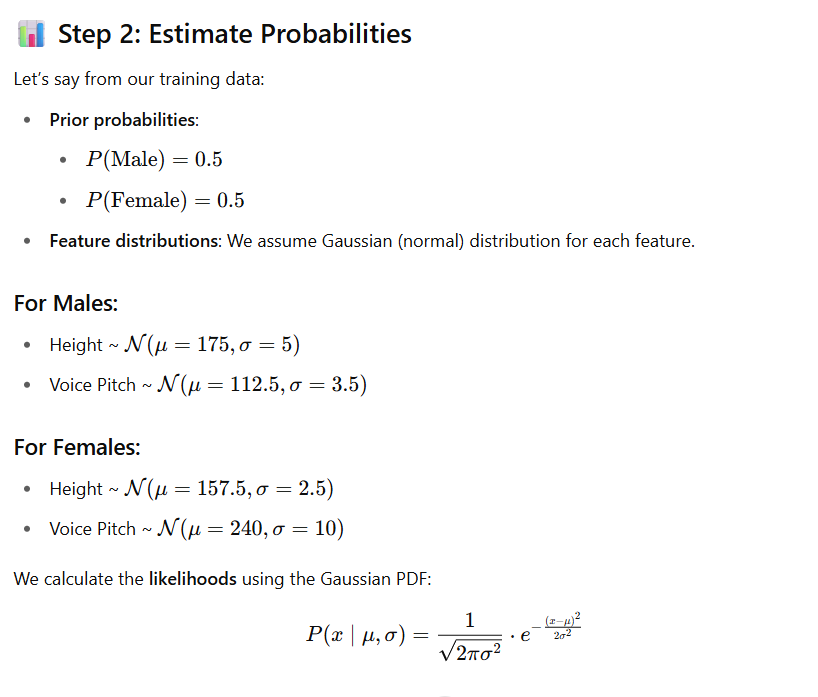 📊 Step 2: Estimate Probabilities
Let's say from our training data:
• Prior probabilities:
• P(Male) = 0.5
• P(Female) = 0.5
• Feature distributions: We assume Gaussian (normal) distribution for each feature.
For Males:
• Height ~ 𝒩(μ = 175, σ = 5)
• Voice Pitch ~ 𝒩(μ = 112.5, σ = 3.5)
For Females:
• Height ~ 𝒩(μ = 157.5, σ = 2.5)
• Voice Pitch ~ 𝒩(μ = 240, σ = 10)
We calculate the likelihoods using the Gaussian PDF:
P(x | μ, σ) = 1/√(2πσ²) · e^(−(x−μ)²/(2σ²))